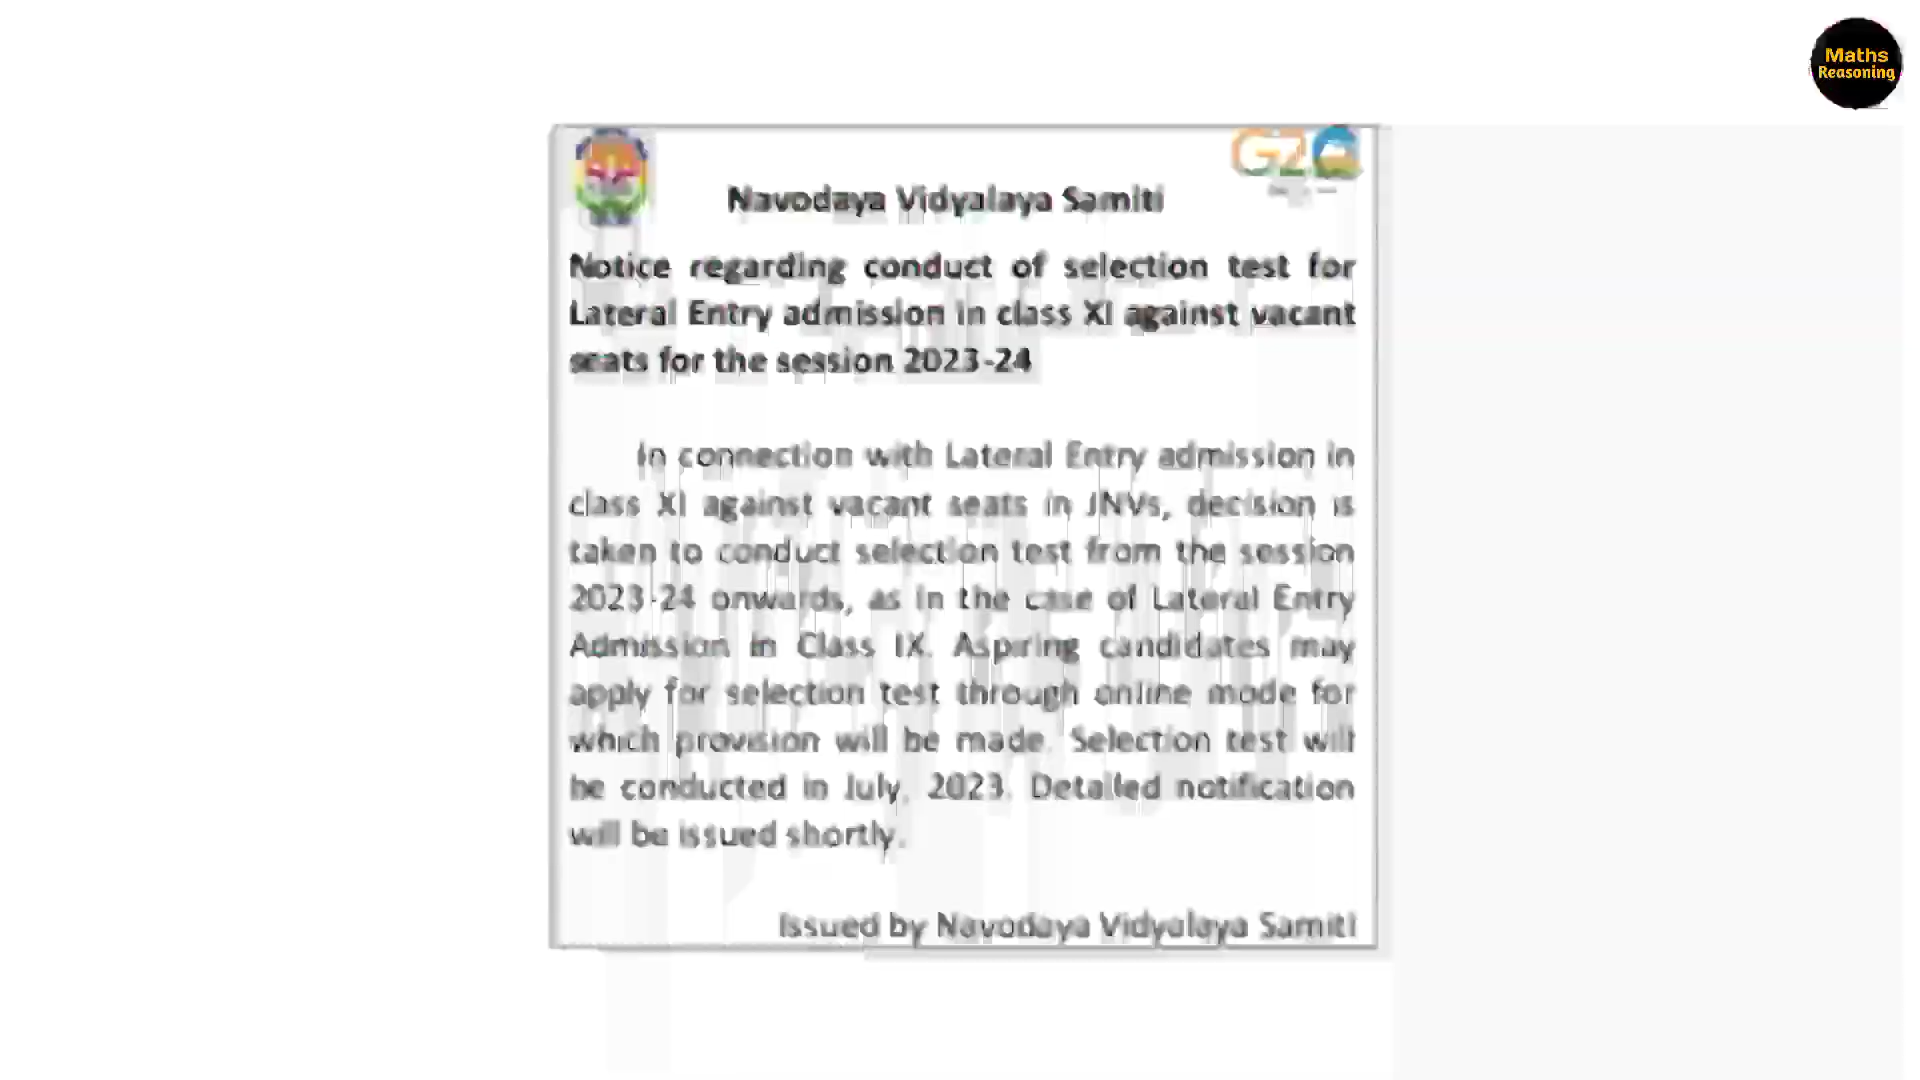 Maths
Reasoning
G20
Navodaya Vidyalaya Samiti
Notice regarding conduct of selection test for
Lateral Entry admission in class XI against vacant
seats for the session 2023-24
In connection with Lateral Entry admission in
class XI against vacant seats in JNVs, decision is
taken to conduct selection test from the session
2023-24 onwards, as in the case of Lateral Entry
Admission in Class IX. Aspiring candidates may
apply for selection test through online mode for
which provision will be made. Selection test will
be conducted in July, 2023. Detailed notification
will be issued shortly.
Issued by Navodaya Vidyalaya Samiti